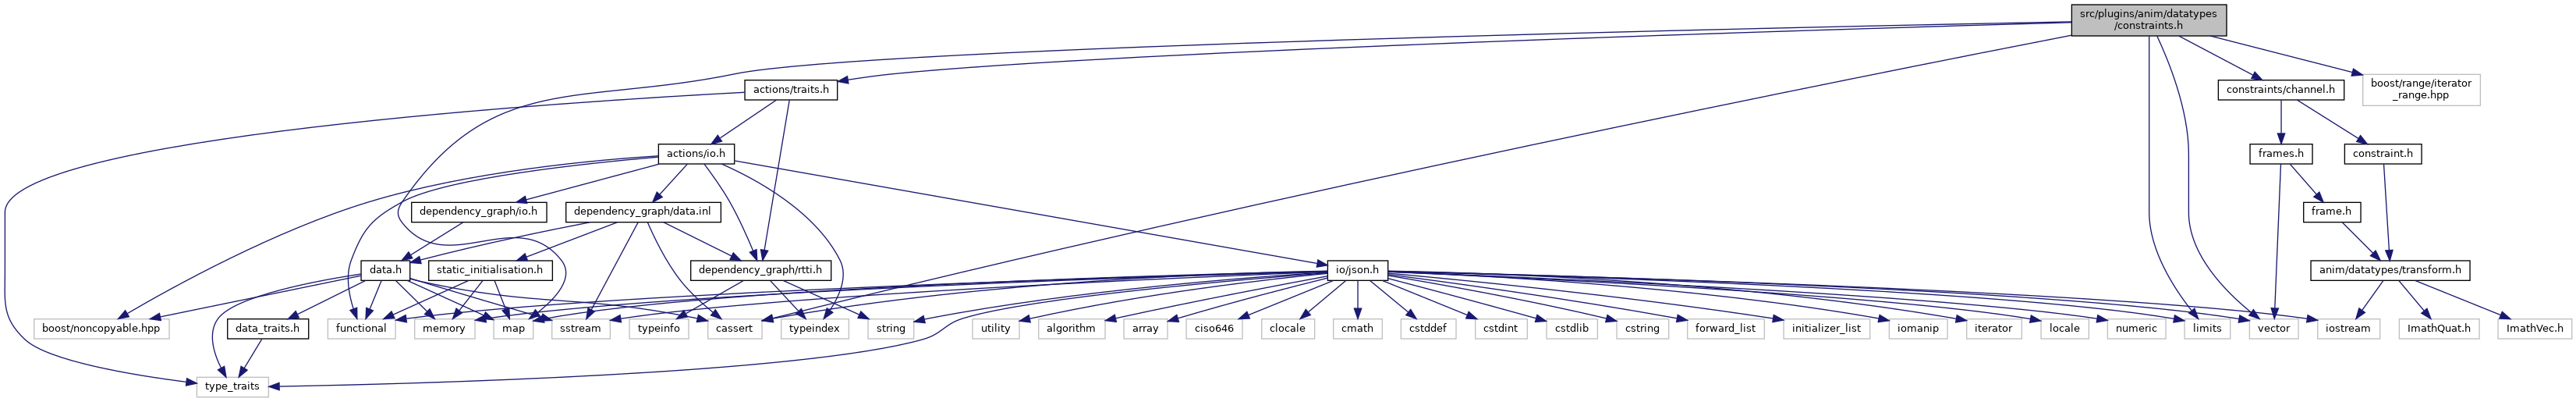 src/plugins/anim/datatypes
/constraints.h
actions/traits.h
constraints/channel.h
boost/range/iterator
_range.hpp
actions/io.h
frames.h
constraint.h
dependency_graph/io.h
dependency_graph/data.inl
frame.h
data.h
static_initialisation.h
dependency_graph/rtti.h
io/json.h
anim/datatypes/transform.h
boost/noncopyable.hpp
data_traits.h
functional
memory
map
sstream
typeinfo
cassert
typeindex
string
utility
algorithm
array
ciso646
clocale
cmath
cstddef
cstdint
cstdlib
cstring
forward_list
initializer_list
iomanip
iterator
locale
numeric
limits
vector
iostream
ImathQuat.h
ImathVec.h
type_traits